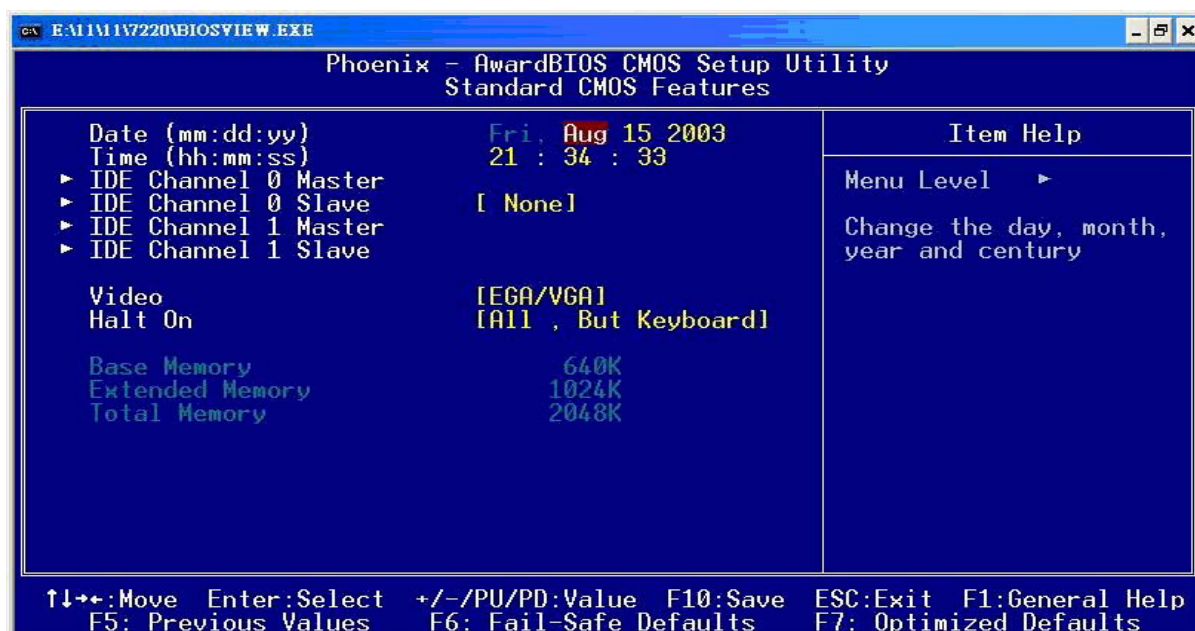 E:\11\11\7220\BIOSVIEW.EXE
Phoenix - AwardBIOS CMOS Setup Utility
Standard CMOS Features
Date (mm:dd:yy) Fri, Aug 15 2003
Time (hh:mm:ss) 21 : 34 : 33
► IDE Channel 0 Master
► IDE Channel 0 Slave [ None]
► IDE Channel 1 Master
► IDE Channel 1 Slave
Video [EGA/VGA]
Halt On [All , But Keyboard]
Base Memory 640K
Extended Memory 1024K
Total Memory 2048K
Item Help
Menu Level ►
Change the day, month,
year and century
↑↓→←:Move Enter:Select +/-/PU/PD:Value F10:Save ESC:Exit F1:General Help
F5: Previous Values F6: Fail-Safe Defaults F7: Optimized Defaults